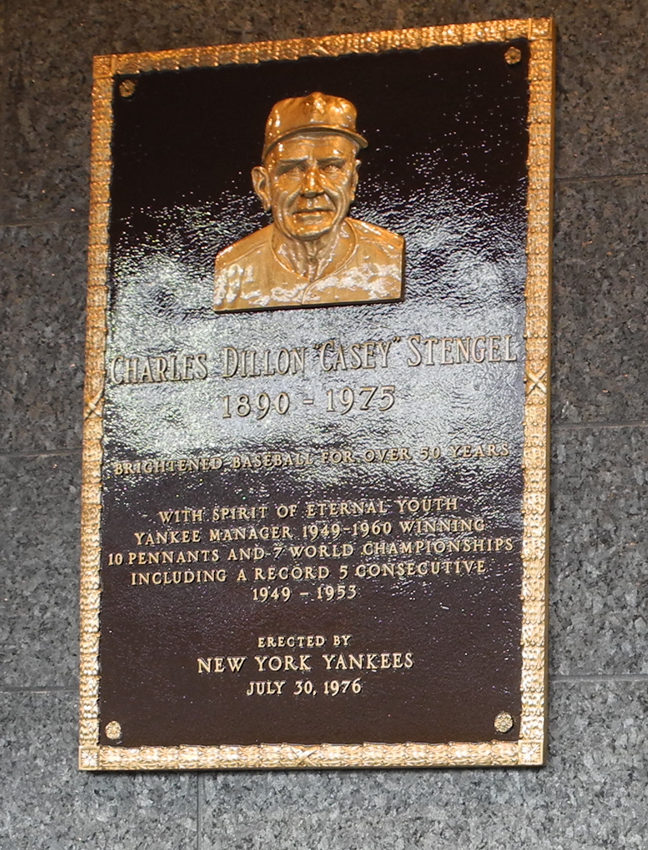 CHARLES DILLON "CASEY" STENGEL
1890 - 1975
BRIGHTENED BASEBALL FOR OVER 50 YEARS
WITH SPIRIT OF ETERNAL YOUTH
YANKEE MANAGER 1949-1960 WINNING
10 PENNANTS AND 7 WORLD CHAMPIONSHIPS
INCLUDING A RECORD 5 CONSECUTIVE
1949 - 1953
ERECTED BY
NEW YORK YANKEES
JULY 30, 1976